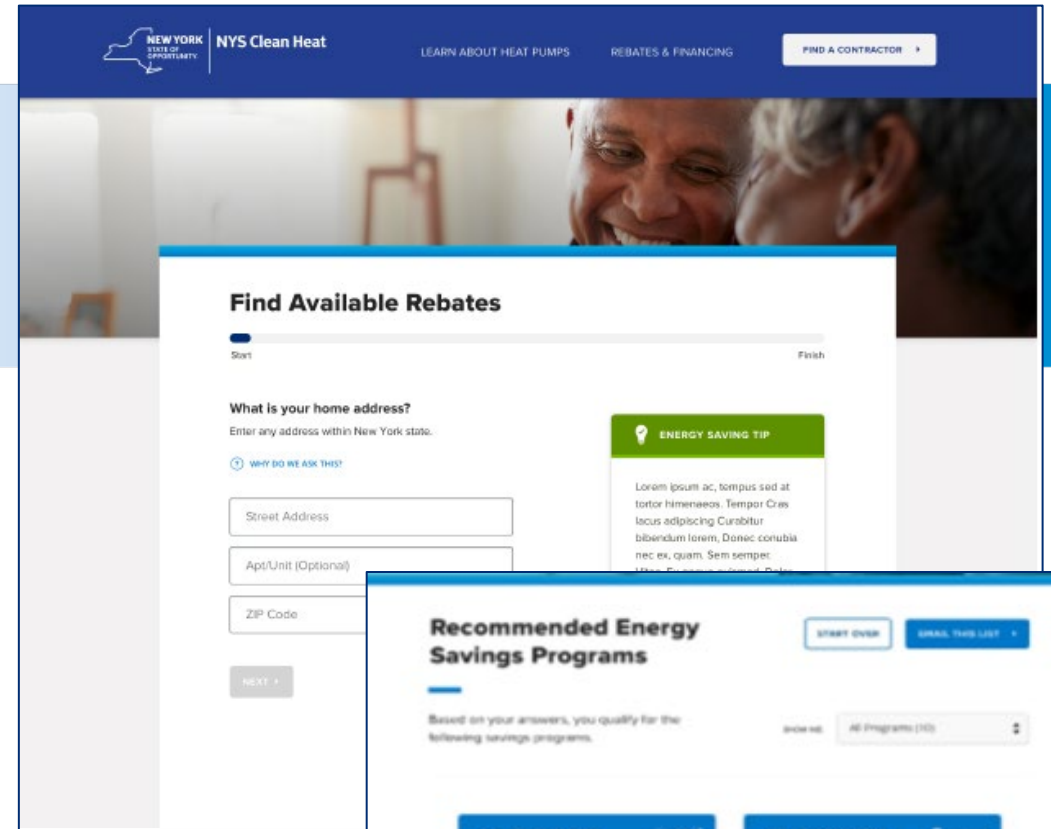 NEW YORK
STATE OF
OPPORTUNITY.
NYS Clean Heat
LEARN ABOUT HEAT PUMPS
REBATES & FINANCING
FIND A CONTRACTOR
Find Available Rebates
Start
Finish
What is your home address?
Enter any address within New York state.
? WHY DO WE ASK THIS?
Street Address
Apt/Unit (Optional)
ZIP Code
NEXT
ENERGY SAVING TIP
Lorem ipsum ac, tempus sed at
tortor himenaeos. Tempor Cras
lacus adipiscing Curabitur
bibendum lorem, Donec conubia
nec ex, quam. Sem semper.
Recommended Energy
Savings Programs
START OVER
EMAIL THIS LIST
Based on your answers, you qualify for the
following savings programs.
SHOW ME
All Programs (10)